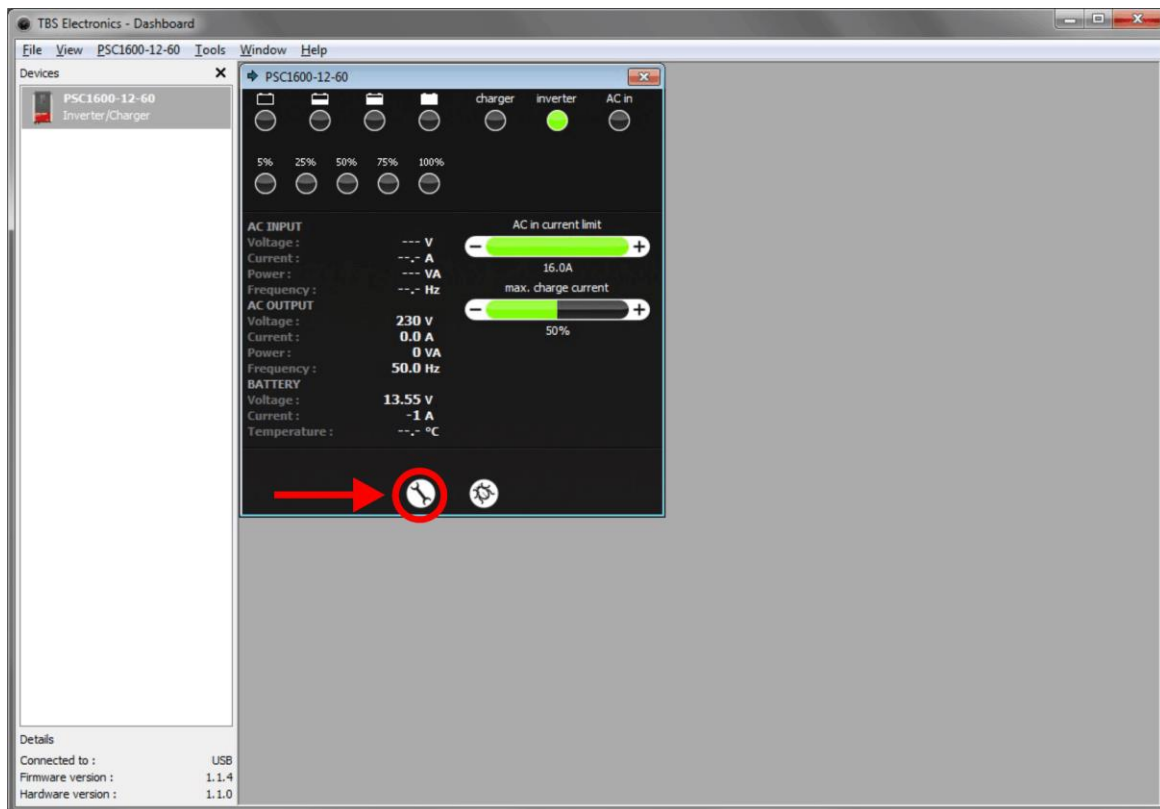 TBS Electronics - Dashboard
File View PSC1600-12-60 Tools Window Help
Devices
PSC1600-12-60
Inverter/Charger
PSC1600-12-60
charger inverter AC in
5% 25% 50% 75% 100%
AC INPUT
Voltage : --- V
Current : --.- A
Power : --- VA
Frequency : --.- Hz
AC OUTPUT
Voltage : 230 V
Current : 0.0 A
Power : 0 VA
Frequency : 50.0 Hz
BATTERY
Voltage : 13.55 V
Current : -1 A
Temperature : --.- °C
AC in current limit
- +
16.0A
max. charge current
- +
50%
Details
Connected to : USB
Firmware version : 1.1.4
Hardware version : 1.1.0